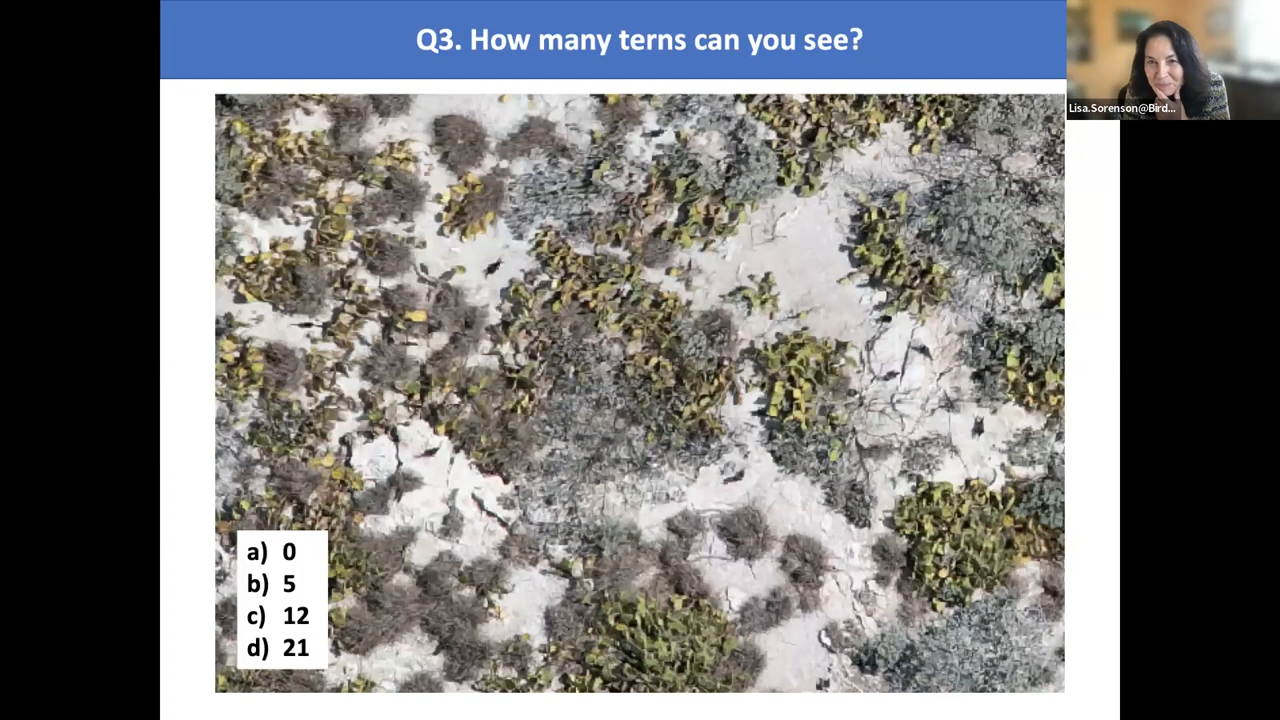 Q3. How many terns can you see?
Lisa.Sorenson@Bird...
a) 0
b) 5
c) 12
d) 21